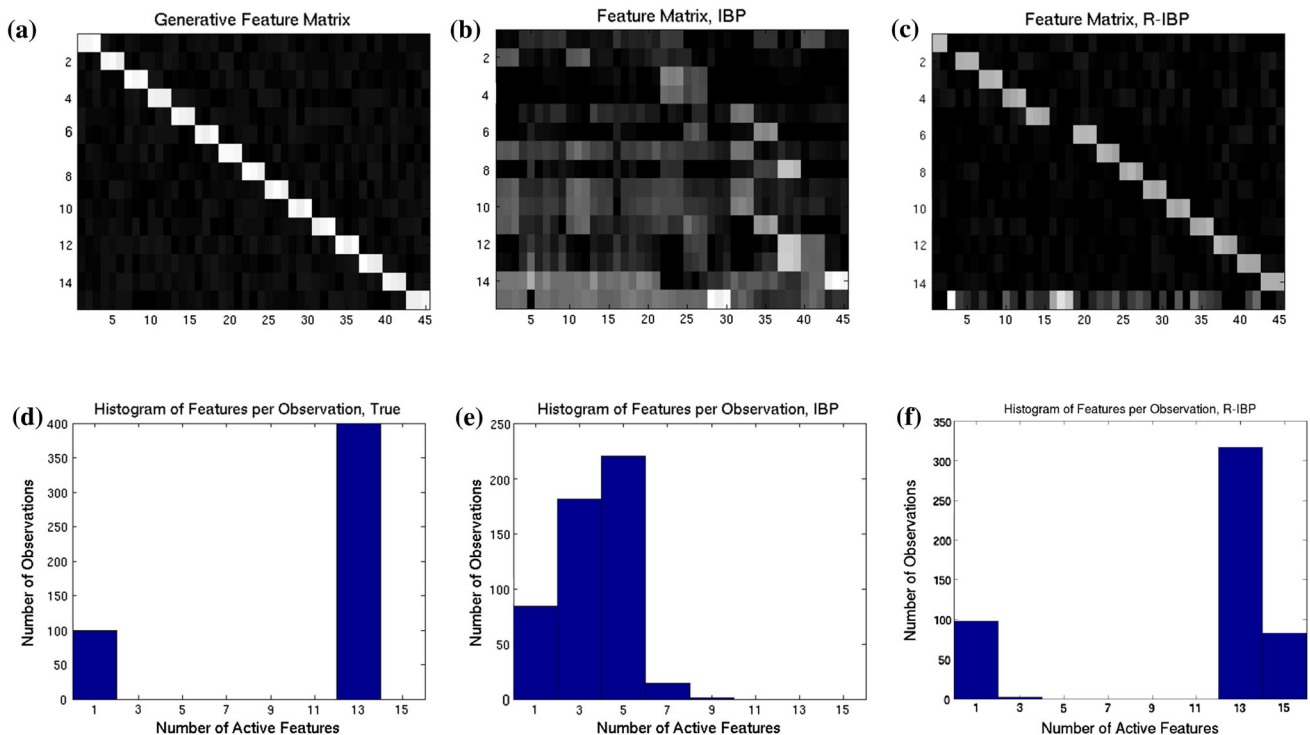 (a)
Generative Feature Matrix
2
4
6
8
10
12
14
5 10 15 20 25 30 35 40 45
(b)
Feature Matrix, IBP
2
4
6
8
10
12
14
5 10 15 20 25 30 35 40 45
(c)
Feature Matrix, R-IBP
2
4
6
8
10
12
14
5 10 15 20 25 30 35 40 45
(d)
Histogram of Features per Observation, True
Number of Observations
400
350
300
250
200
150
100
50
0
1 3 5 7 9 11 13 15
Number of Active Features
(e)
Histogram of Features per Observation, IBP
Number of Observations
250
200
150
100
50
0
1 3 5 7 9 11 13 15
Number of Active Features
(f)
Histogram of Features per Observation, R-IBP
Number of Observations
350
300
250
200
150
100
50
0
1 3 5 7 9 11 13 15
Number of Active Features